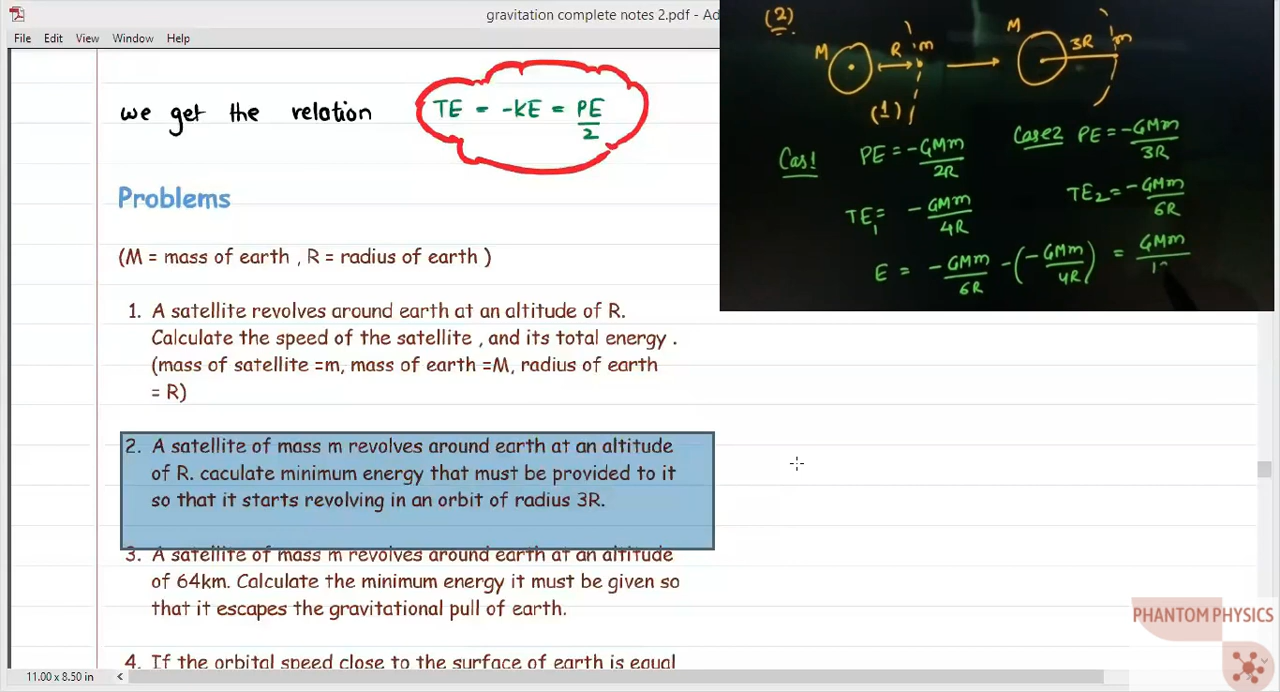 gravitation complete notes 2.pdf - Ad
File Edit View Window Help
we get the relation TE = -KE = PE/2
Problems
(M = mass of earth , R = radius of earth )
1. A satellite revolves around earth at an altitude of R.
Calculate the speed of the satellite , and its total energy .
(mass of satellite =m, mass of earth =M, radius of earth
= R)
2. A satellite of mass m revolves around earth at an altitude
of R. caculate minimum energy that must be provided to it
so that it starts revolving in an orbit of radius 3R.
3. A satellite of mass m revolves around earth at an altitude
of 64km. Calculate the minimum energy it must be given so
that it escapes the gravitational pull of earth.
4. If the orbital speed close to the surface of earth is equal
11.00 x 8.50 in
(2)
M R m M 3R m
(1)
Cas1 PE = -GMm/2R Case2 PE = -GMm/3R
TE1 = -GMm/4R TE2 = -GMm/6R
E = -GMm/6R - (-GMm/4R) = GMm
PHANTOM PHYSICS